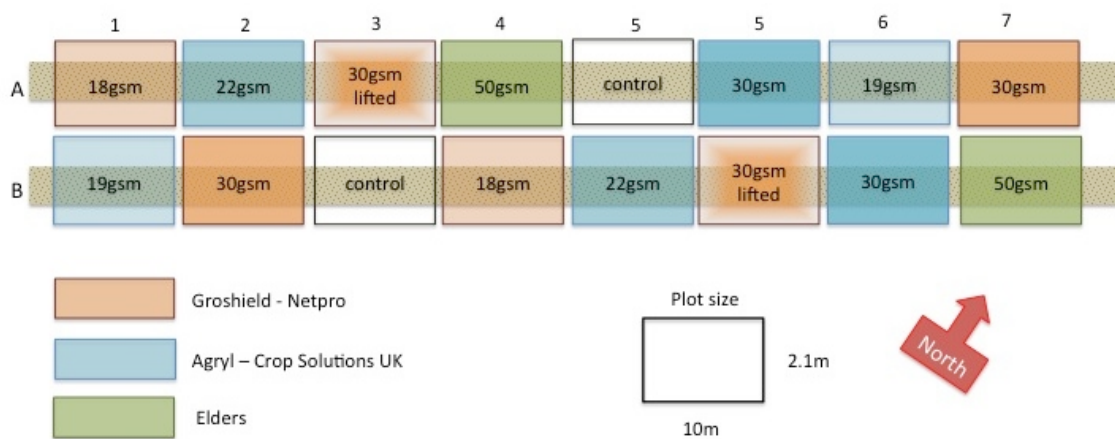 1 2 3 4 5 5 6 7
A 18gsm 22gsm 30gsm lifted 50gsm control 30gsm 19gsm 30gsm
B 19gsm 30gsm control 18gsm 22gsm 30gsm lifted 30gsm 50gsm
Groshield - Netpro
Agryl – Crop Solutions UK
Elders
Plot size
2.1m
10m
North